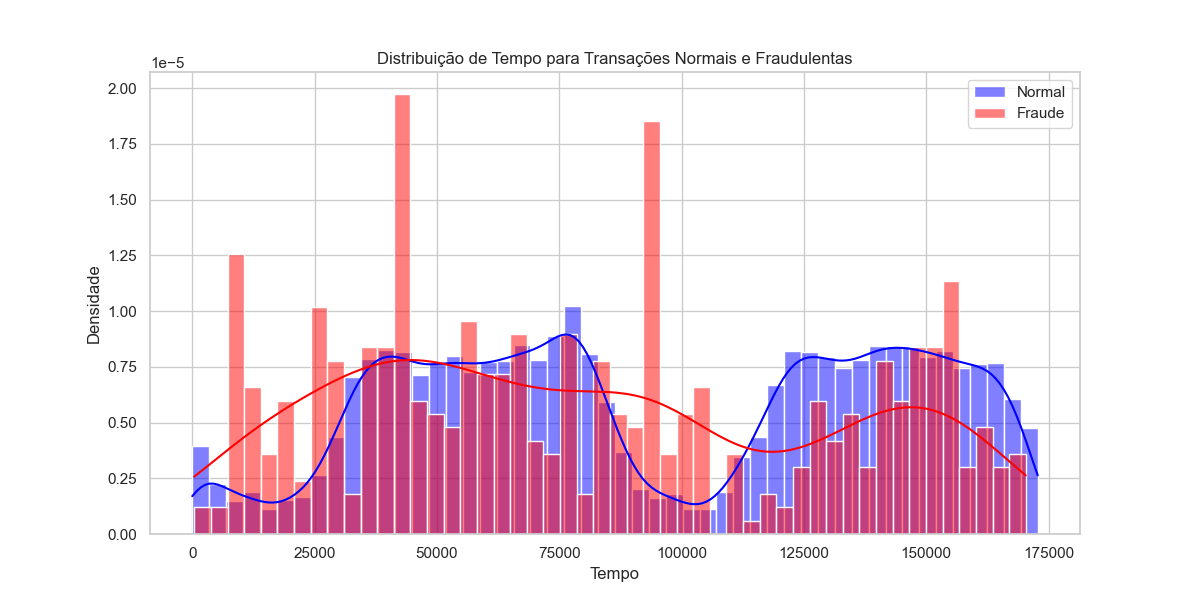 Distribuição de Tempo para Transações Normais e Fraudulentas
1e−5
Normal
Fraude
2.00
1.75
1.50
1.25
1.00
0.75
0.50
0.25
0.00
Densidade
0 25000 50000 75000 100000 125000 150000 175000
Tempo